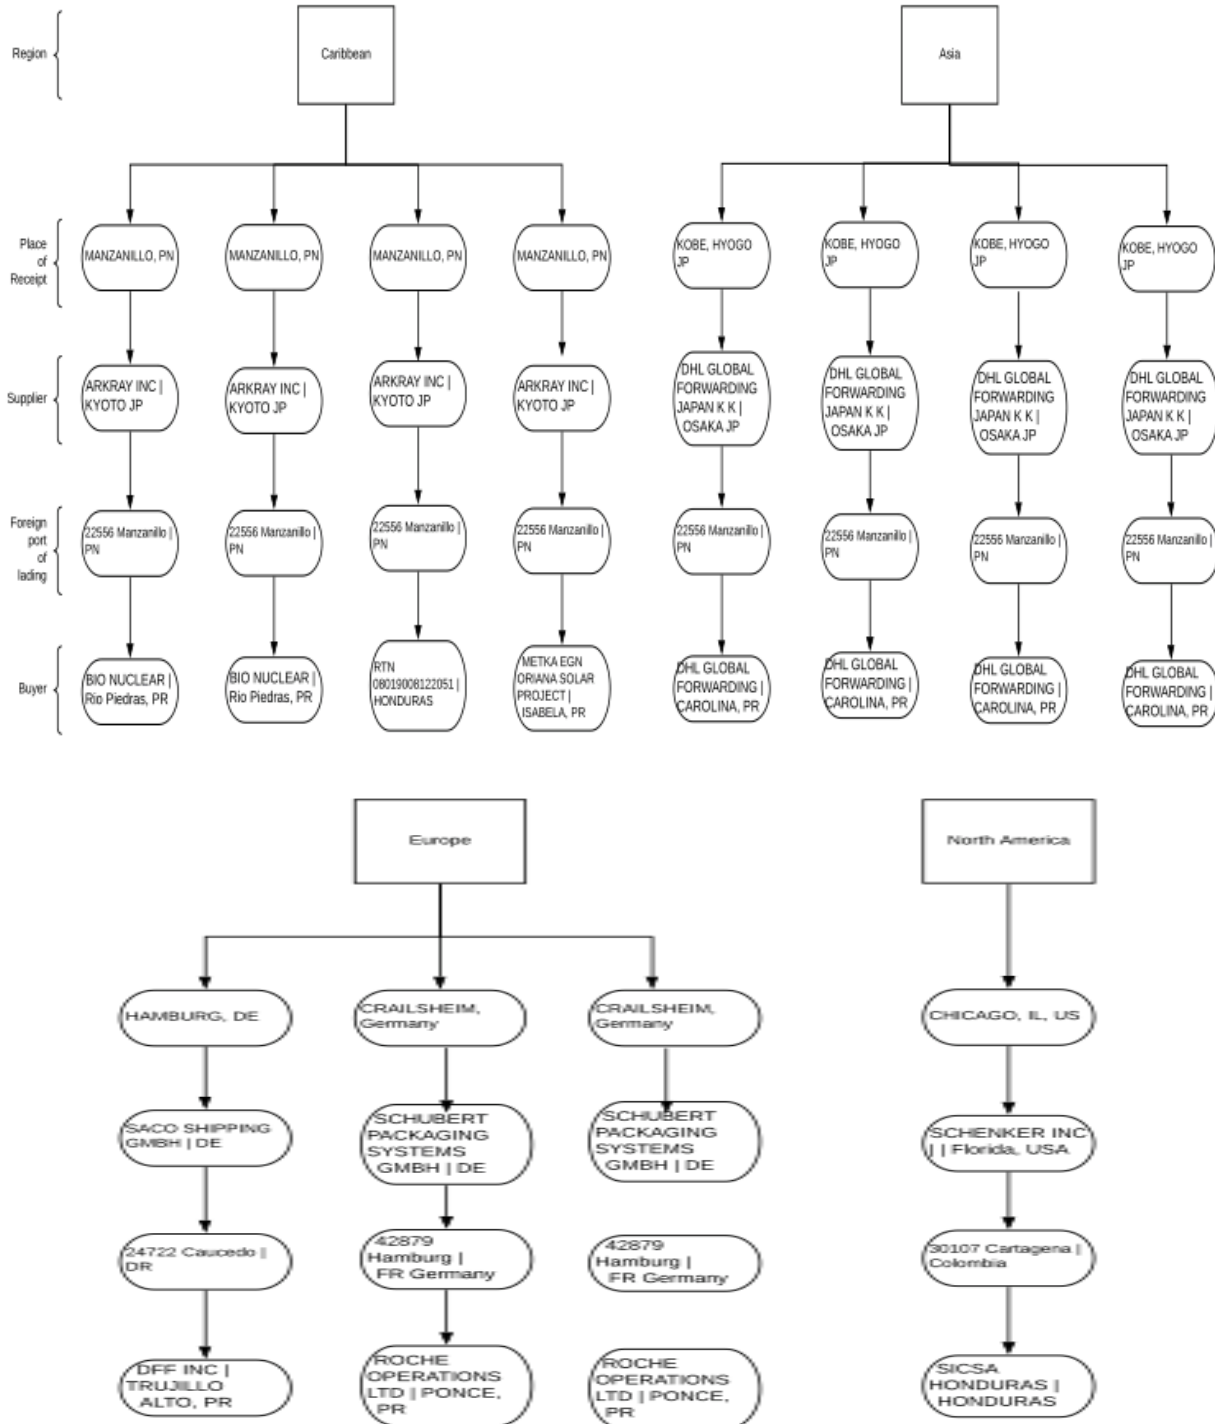 Region
Caribbean
Asia
Place
of
Receipt
MANZANILLO, PN
MANZANILLO, PN
MANZANILLO, PN
MANZANILLO, PN
KOBE, HYOGO
JP
KOBE, HYOGO
JP
KOBE, HYOGO
JP
KOBE, HYOGO
JP
Supplier
ARKRAY INC |
KYOTO JP
ARKRAY INC |
KYOTO JP
ARKRAY INC |
KYOTO JP
ARKRAY INC |
KYOTO JP
DHL GLOBAL
FORWARDING
JAPAN K K |
OSAKA JP
DHL GLOBAL
FORWARDING
JAPAN K K |
OSAKA JP
DHL GLOBAL
FORWARDING
JAPAN K K |
OSAKA JP
DHL GLOBAL
FORWARDING
JAPAN K K |
OSAKA JP
Foreign
port
of
lading
22556 Manzanillo |
PN
22556 Manzanillo |
PN
22556 Manzanillo |
PN
22556 Manzanillo |
PN
22556 Manzanillo |
PN
22556 Manzanillo |
PN
22556 Manzanillo |
PN
22556 Manzanillo |
PN
Buyer
BIO NUCLEAR |
Rio Piedras, PR
BIO NUCLEAR |
Rio Piedras, PR
RTN
08019008122051 |
HONDURAS
METKA EGN
ORIANA SOLAR
PROJECT |
ISABELA, PR
DHL GLOBAL
FORWARDING |
CAROLINA, PR
DHL GLOBAL
FORWARDING |
CAROLINA, PR
DHL GLOBAL
FORWARDING |
CAROLINA, PR
DHL GLOBAL
FORWARDING |
CAROLINA, PR
Europe
North America
HAMBURG, DE
CRAILSHEIM,
Germany
CRAILSHEIM,
Germany
CHICAGO, IL, US
SACO SHIPPING
GMBH | DE
SCHUBERT
PACKAGING
SYSTEMS
GMBH | DE
SCHUBERT
PACKAGING
SYSTEMS
GMBH | DE
SCHENKER INC
| | Florida, USA
24722 Caucedo |
DR
42879
Hamburg |
FR Germany
42879
Hamburg |
FR Germany
30107 Cartagena |
Colombia
DFF INC |
TRUJILLO
ALTO, PR
ROCHE
OPERATIONS
LTD | PONCE,
PR
ROCHE
OPERATIONS
LTD | PONCE,
PR
SICSA
HONDURAS |
HONDURAS